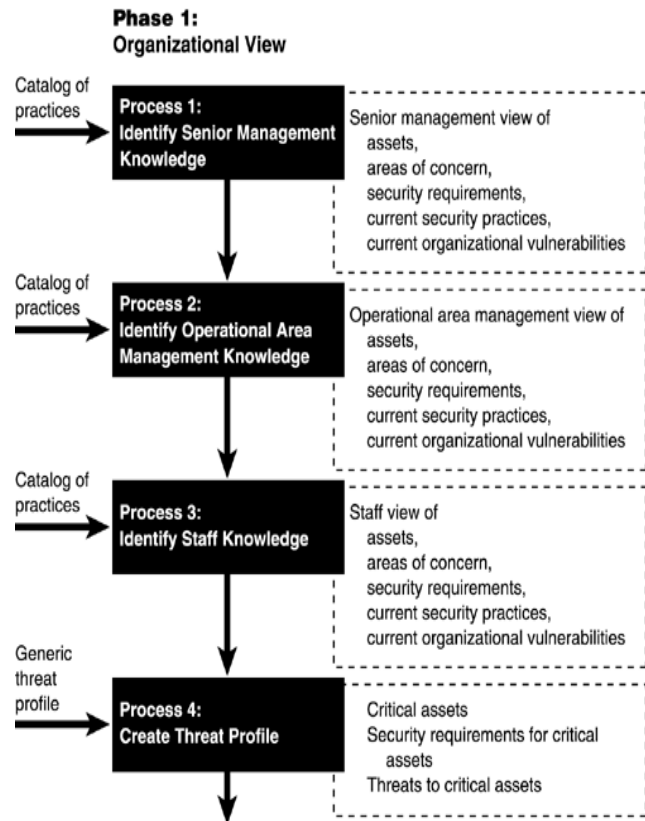 Phase 1:
Organizational View
Catalog of
practices
Process 1:
Identify Senior Management
Knowledge
Senior management view of
assets,
areas of concern,
security requirements,
current security practices,
current organizational vulnerabilities
Catalog of
practices
Process 2:
Identify Operational Area
Management Knowledge
Operational area management view of
assets,
areas of concern,
security requirements,
current security practices,
current organizational vulnerabilities
Catalog of
practices
Process 3:
Identify Staff Knowledge
Staff view of
assets,
areas of concern,
security requirements,
current security practices,
current organizational vulnerabilities
Generic
threat
profile
Process 4:
Create Threat Profile
Critical assets
Security requirements for critical
assets
Threats to critical assets